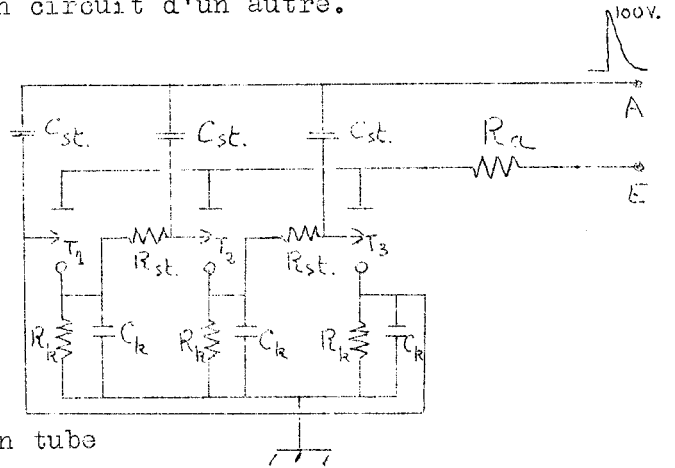 n circuit d'un autre.
100V.
A
Cst. Cst. Cst.
Ra
E
T1 T2 T3
Rst. Rst.
Rk Ck Rk Ck Rk Ck
n tube